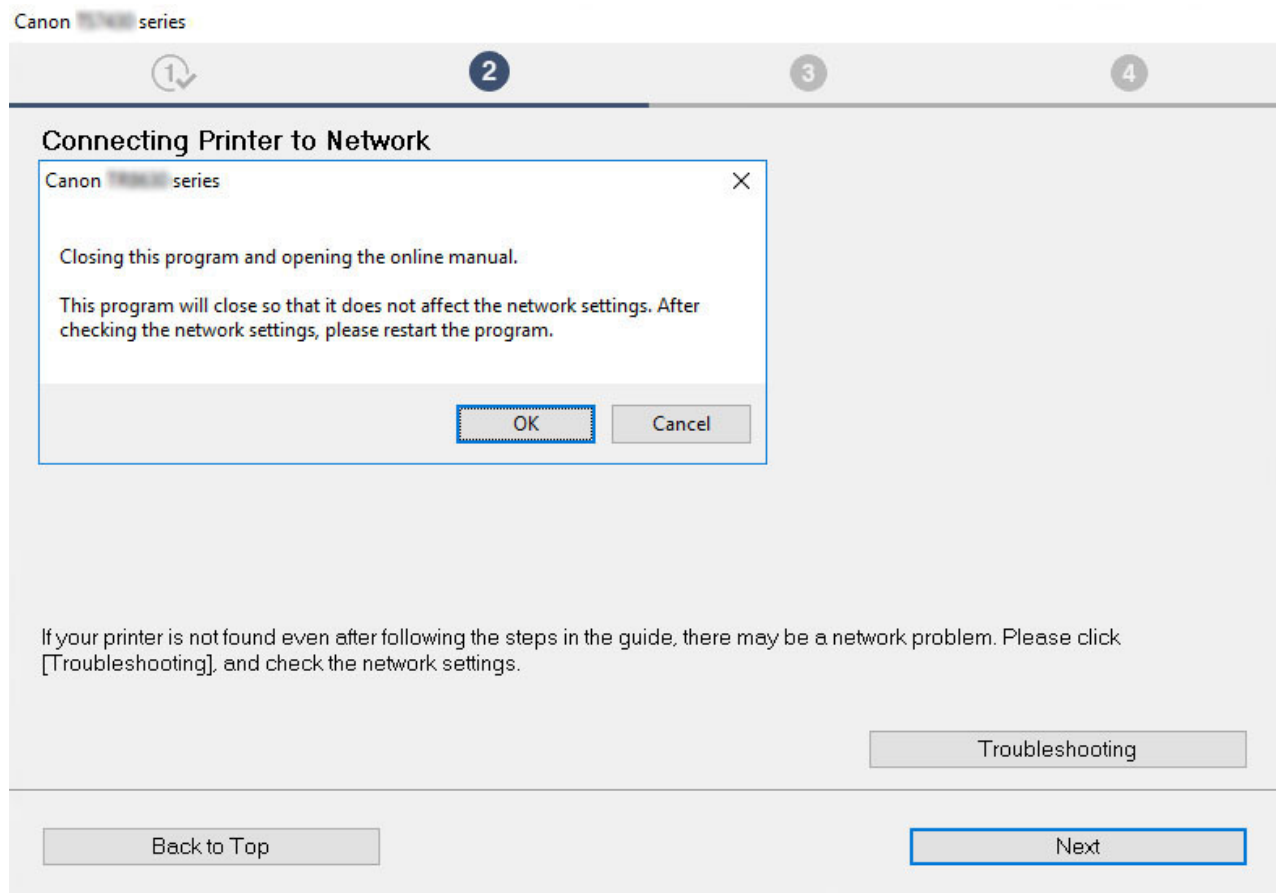 Canon series
1
2
3
4
Connecting Printer to Network
Canon series
Closing this program and opening the online manual.
This program will close so that it does not affect the network settings. After
checking the network settings, please restart the program.
OK Cancel
If your printer is not found even after following the steps in the guide, there may be a network problem. Please click
[Troubleshooting], and check the network settings.
Troubleshooting
Back to Top Next